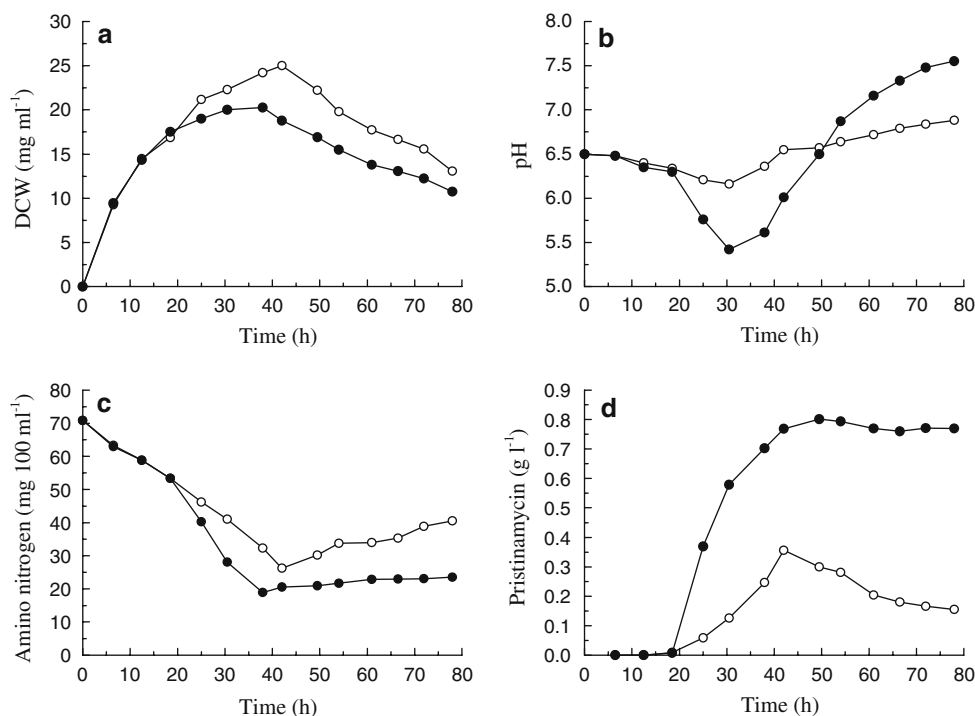 a
30
25
20
15
10
5
0
DCW (mg ml⁻¹)
0 10 20 30 40 50 60 70 80
Time (h)
b
8.0
7.5
7.0
6.5
6.0
5.5
5.0
pH
0 10 20 30 40 50 60 70 80
Time (h)
c
80
70
60
50
40
30
20
10
0
Amino nitrogen (mg 100 ml⁻¹)
0 10 20 30 40 50 60 70 80
Time (h)
d
0.9
0.8
0.7
0.6
0.5
0.4
0.3
0.2
0.1
0.0
Pristinamycin (g l⁻¹)
0 10 20 30 40 50 60 70 80
Time (h)